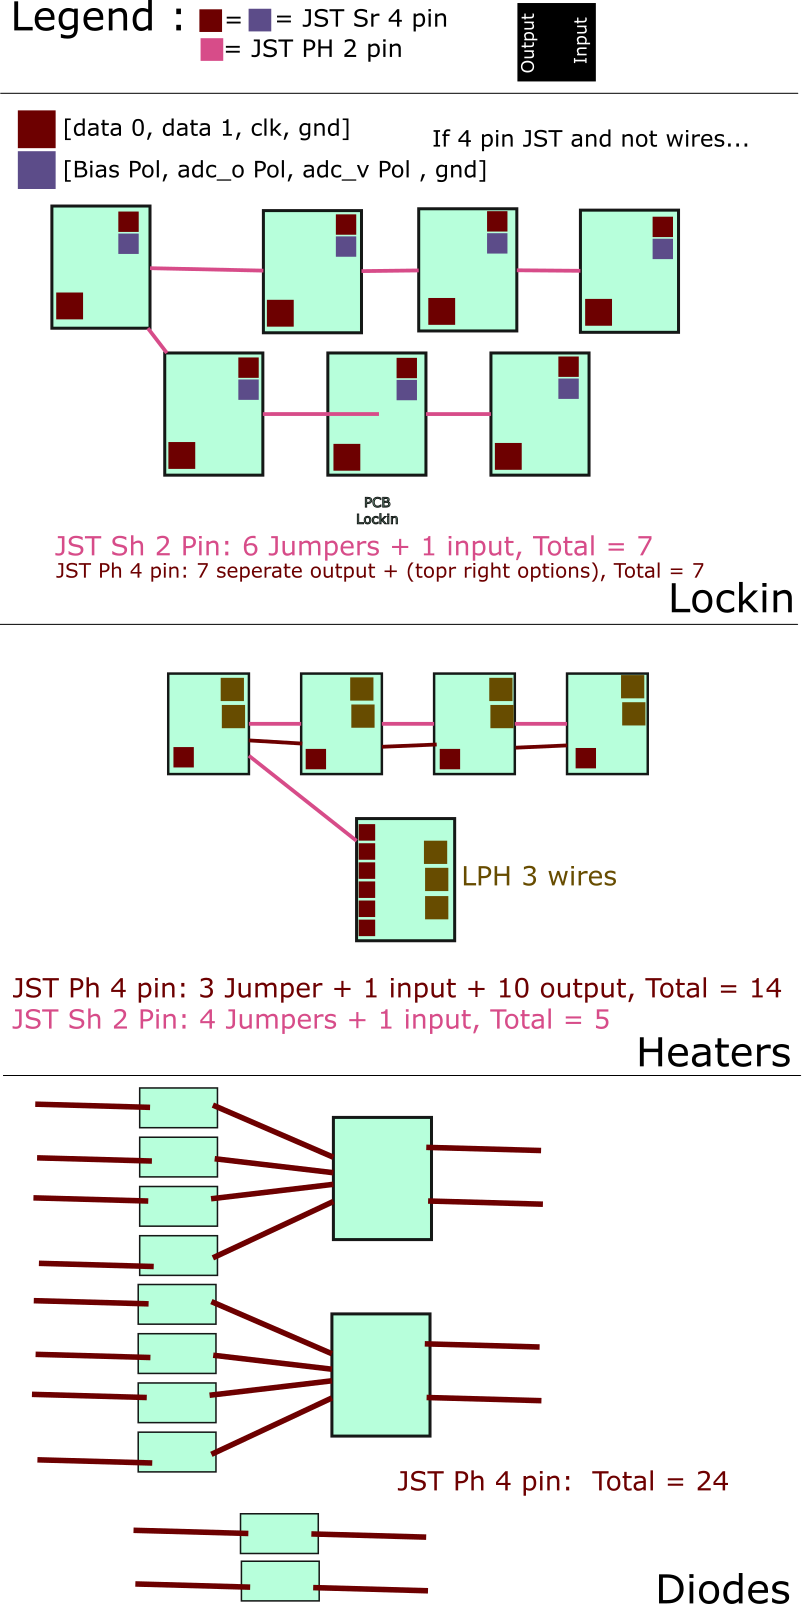 Legend :
= = JST Sr 4 pin
= JST PH 2 pin
Output
Input
[data 0, data 1, clk, gnd]
If 4 pin JST and not wires...
[Bias Pol, adc_o Pol, adc_v Pol , gnd]
PCB
Lockin
JST Sh 2 Pin: 6 Jumpers + 1 input, Total = 7
JST Ph 4 pin: 7 seperate output + (topr right options), Total = 7
Lockin
LPH 3 wires
JST Ph 4 pin: 3 Jumper + 1 input + 10 output, Total = 14
JST Sh 2 Pin: 4 Jumpers + 1 input, Total = 5
Heaters
JST Ph 4 pin: Total = 24
Diodes